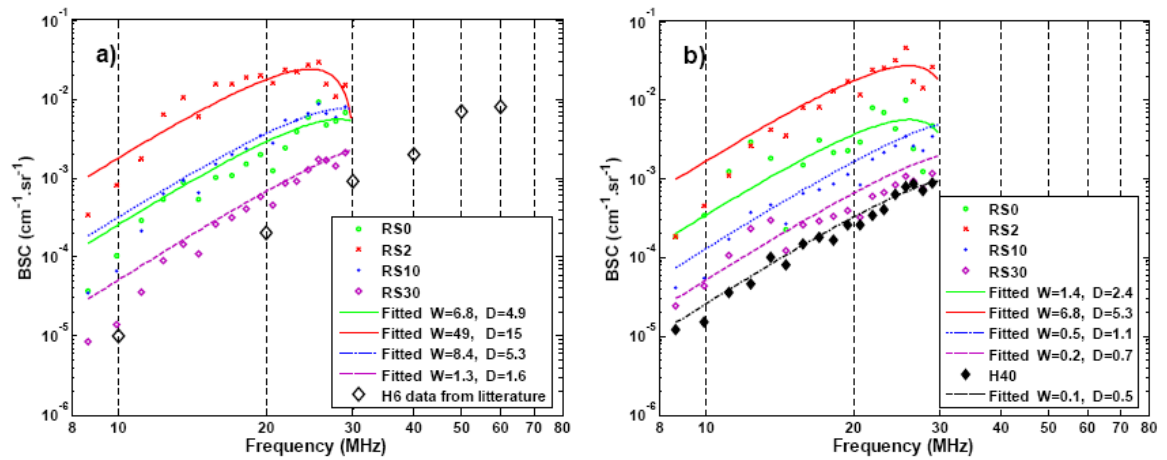 a)
BSC (cm⁻¹.sr⁻¹)
10⁻¹
10⁻²
10⁻³
10⁻⁴
10⁻⁵
10⁻⁶
8 10 20 30 40 50 60 70 80
Frequency (MHz)
RS0
RS2
RS10
RS30
Fitted W=6.8, D=4.9
Fitted W=49, D=15
Fitted W=8.4, D=5.3
Fitted W=1.3, D=1.6
H6 data from litterature
b)
BSC (cm⁻¹.sr⁻¹)
10⁻¹
10⁻²
10⁻³
10⁻⁴
10⁻⁵
10⁻⁶
8 10 20 30 40 50 60 70 80
Frequency (MHz)
RS0
RS2
RS10
RS30
Fitted W=1.4, D=2.4
Fitted W=6.8, D=5.3
Fitted W=0.5, D=1.1
Fitted W=0.2, D=0.7
H40
Fitted W=0.1, D=0.5